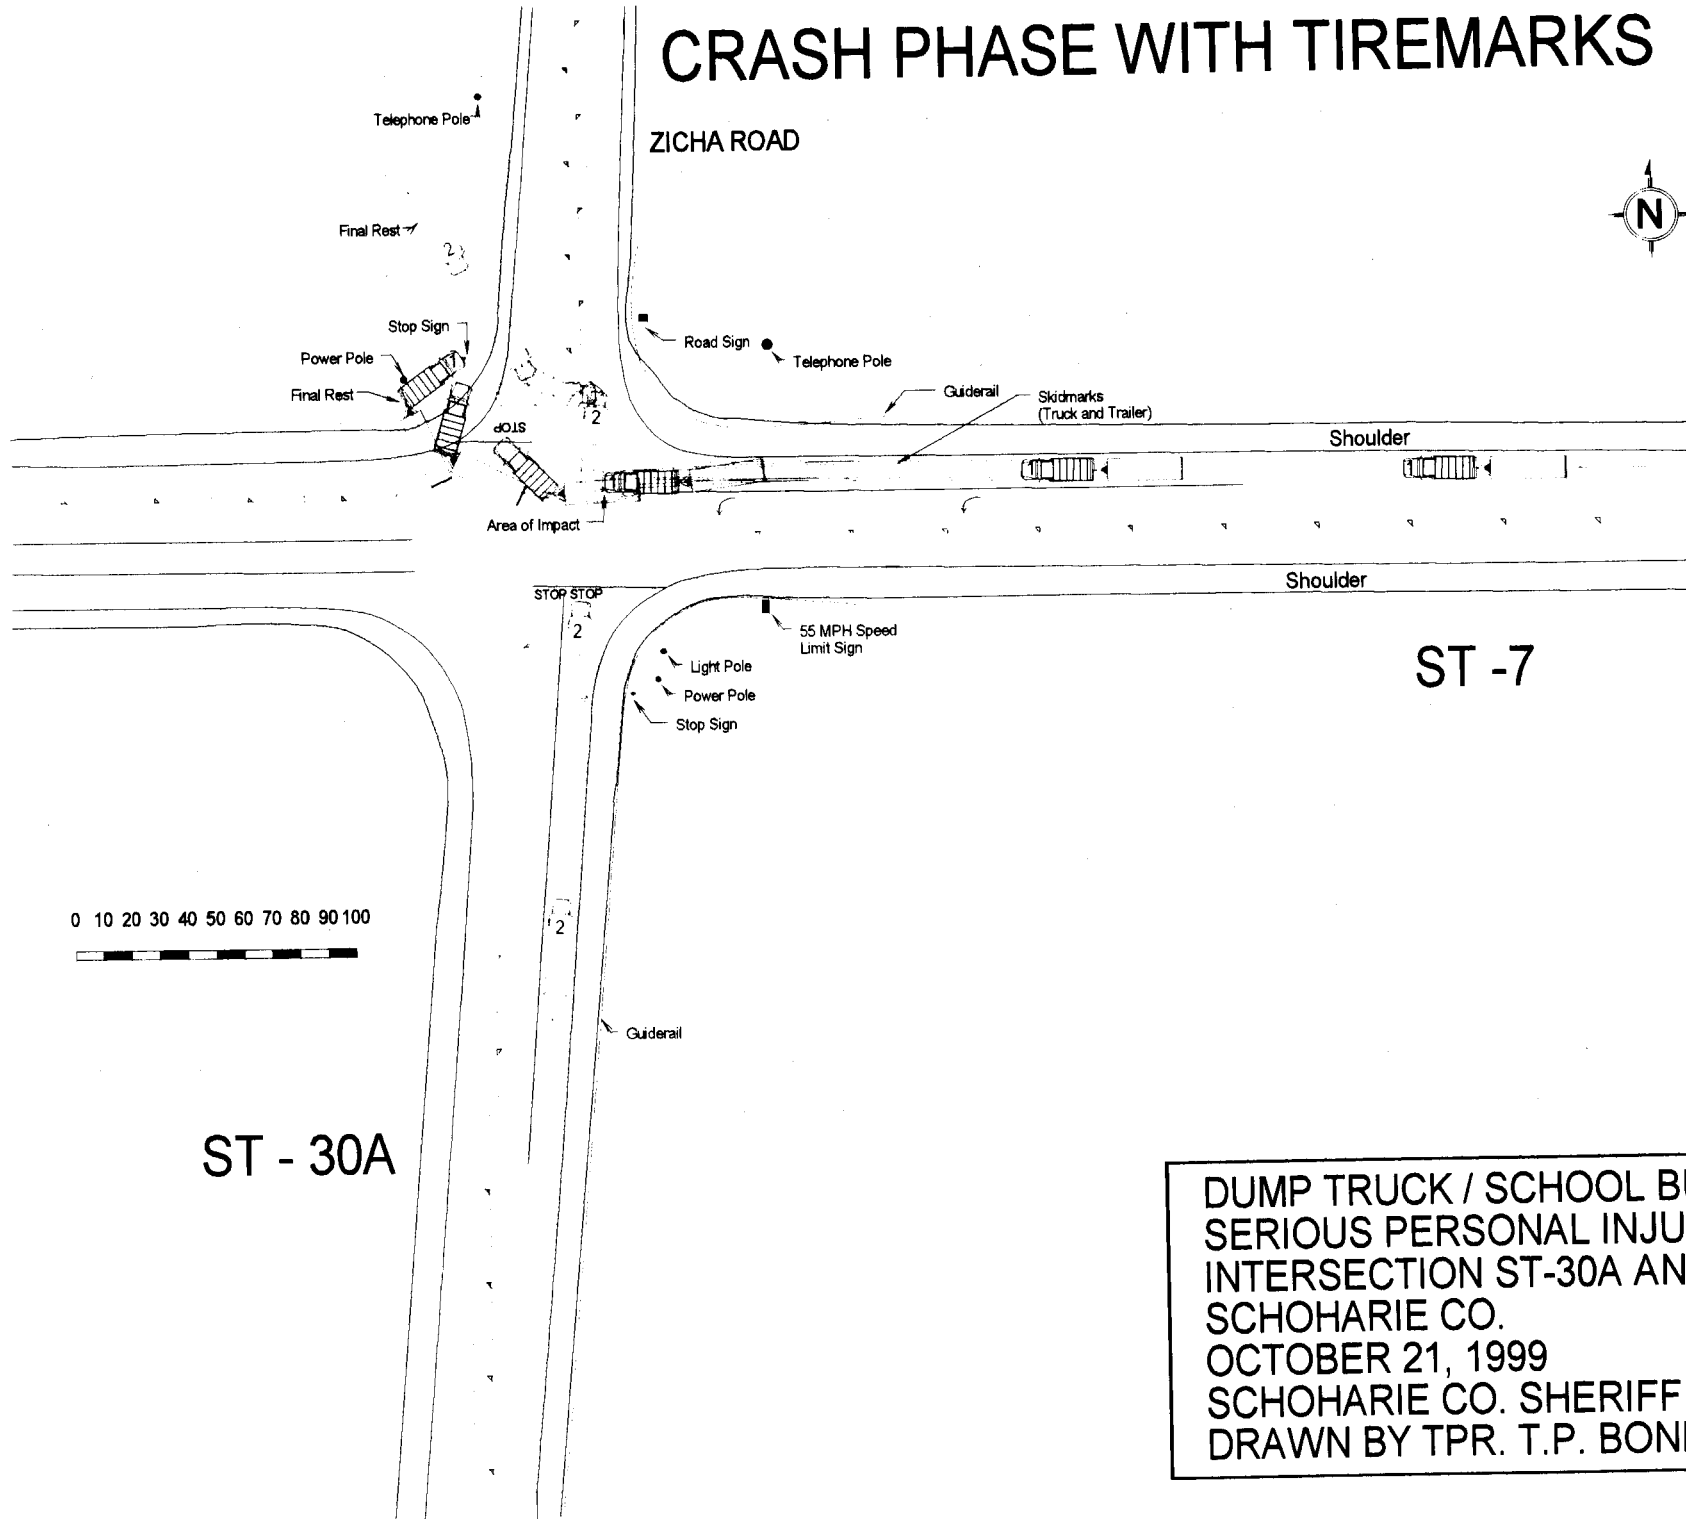 CRASH PHASE WITH TIREMARKS
Telephone Pole
ZICHA ROAD
N
Final Rest
2
Stop Sign
Power Pole
Final Rest
Road Sign
Telephone Pole
Guiderail
Skidmarks
(Truck and Trailer)
2
STOP
Shoulder
Area of Impact
Shoulder
STOP STOP
2
55 MPH Speed
Limit Sign
Light Pole
Power Pole
Stop Sign
ST -7
0 10 20 30 40 50 60 70 80 90 100
2
Guiderail
ST - 30A
DUMP TRUCK / SCHOOL
SERIOUS PERSONAL
INTERSECTION ST-30A
SCHOHARIE CO.
OCTOBER 21, 1999
SCHOHARIE CO. SHERIFF
DRAWN BY TPR. T.P.